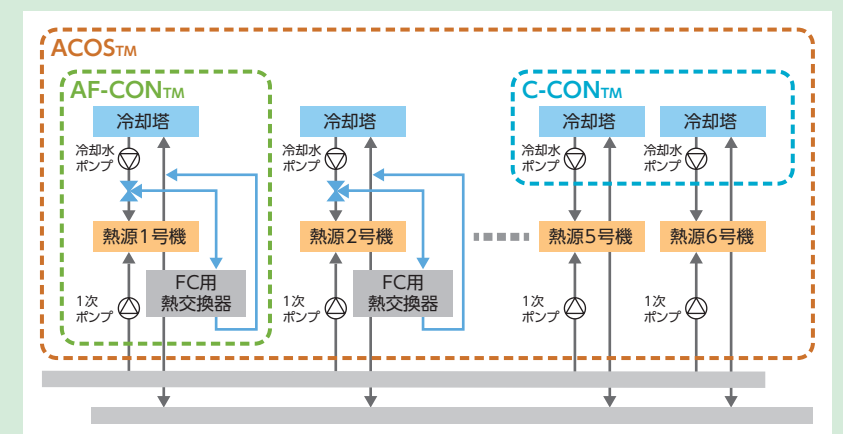 ACOSTM
AF-CONTM
C-CONTM
冷却塔
冷却塔
冷却塔
冷却塔
冷却水
ポンプ
冷却水
ポンプ
冷却水
ポンプ
冷却水
ポンプ
熱源1号機
熱源2号機
熱源5号機
熱源6号機
FC用
熱交換器
FC用
熱交換器
1次
ポンプ
1次
ポンプ
1次
ポンプ
1次
ポンプ